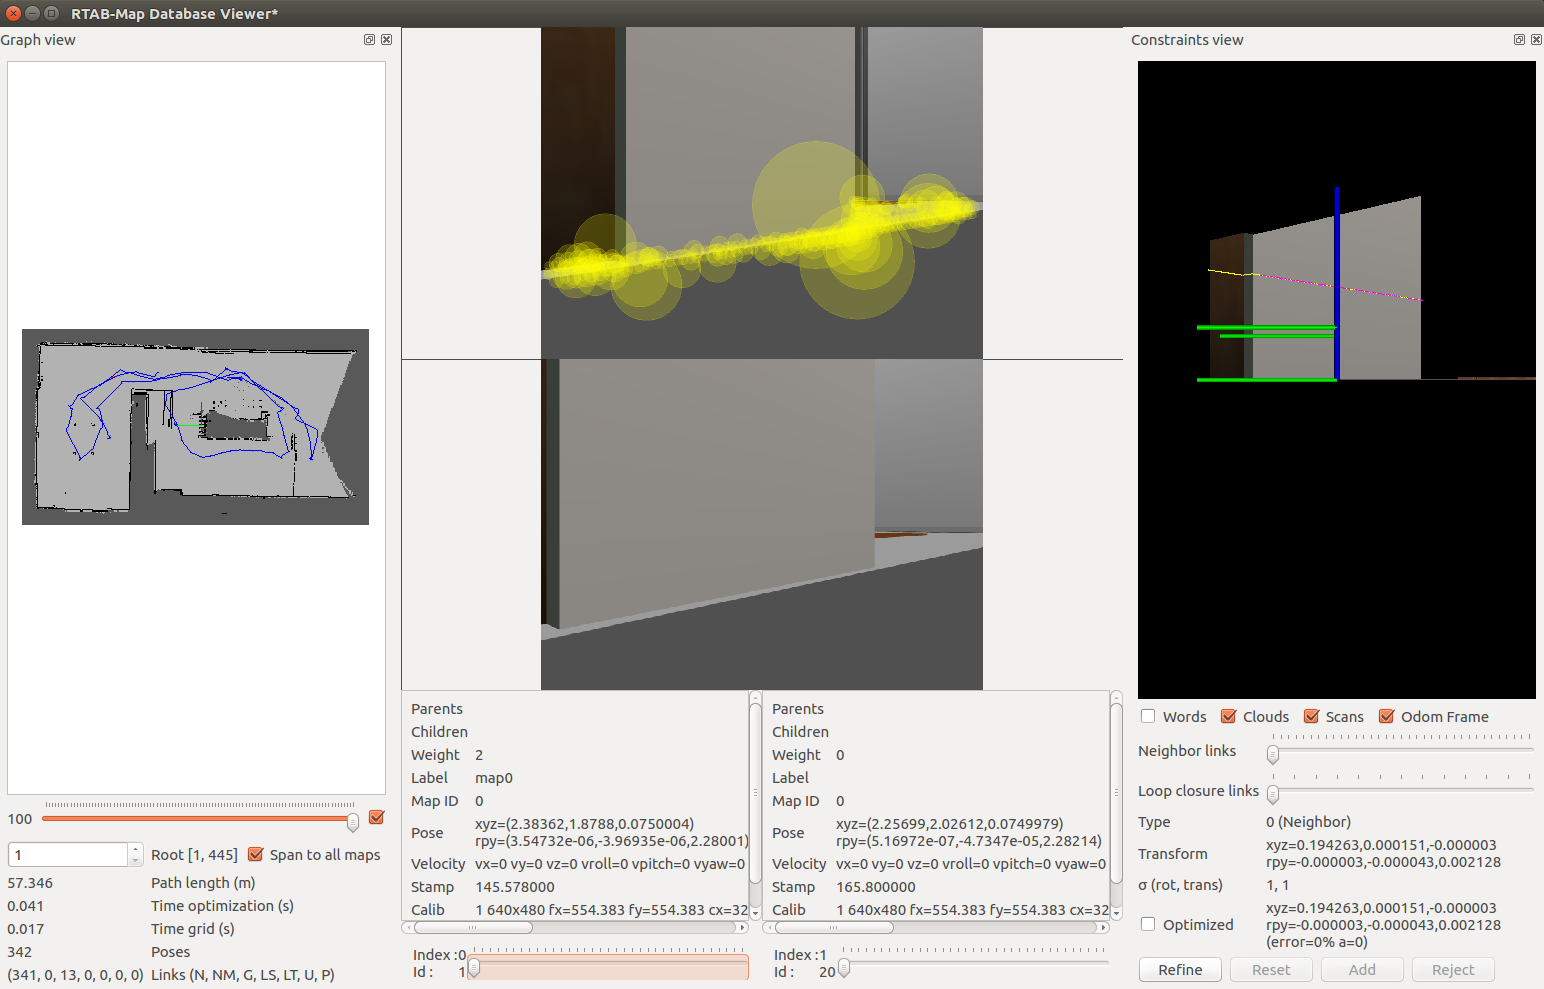 RTAB-Map Database Viewer*
Graph view
Constraints view
100
1
Root [1, 445]
Span to all maps
57.346 Path length (m)
0.041 Time optimization (s)
0.017 Time grid (s)
342 Poses
(341, 0, 13, 0, 0, 0, 0) Links (N, NM, G, LS, LT, U, P)
Parents
Children
Weight 2
Label map0
Map ID 0
Pose xyz=(2.38362,1.8788,0.0750004)
rpy=(3.54732e-06,-3.96935e-06,2.28001)
Velocity vx=0 vy=0 vz=0 vroll=0 vpitch=0 vyaw=0
Stamp 145.578000
Calib 1 640x480 fx=554.383 fy=554.383 cx=32
Index :0
Id : 1
Parents
Children
Weight 0
Label
Map ID 0
Pose xyz=(2.25699,2.02612,0.0749979)
rpy=(5.16972e-07,-4.7347e-05,2.28214)
Velocity vx=0 vy=0 vz=0 vroll=0 vpitch=0 vyaw=0
Stamp 165.800000
Calib 1 640x480 fx=554.383 fy=554.383 cx=32
Index :1
Id : 20
Words Clouds Scans Odom Frame
Neighbor links
Loop closure links
Type 0 (Neighbor)
Transform xyz=0.194263,0.000151,-0.000003
rpy=-0.000003,-0.000043,0.002128
σ (rot, trans) 1, 1
Optimized xyz=0.194263,0.000151,-0.000003
rpy=-0.000003,-0.000043,0.002128
(error=0% a=0)
Refine Reset Add Reject